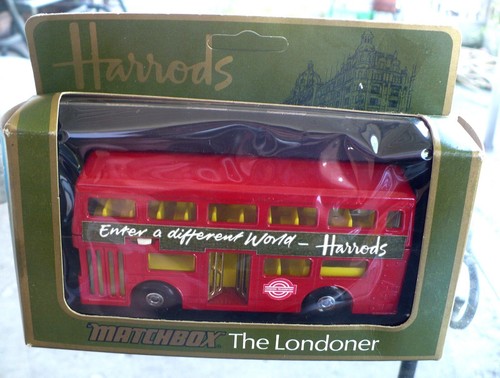 Harrods
Enter a different World – Harrods
MATCHBOX The Londoner